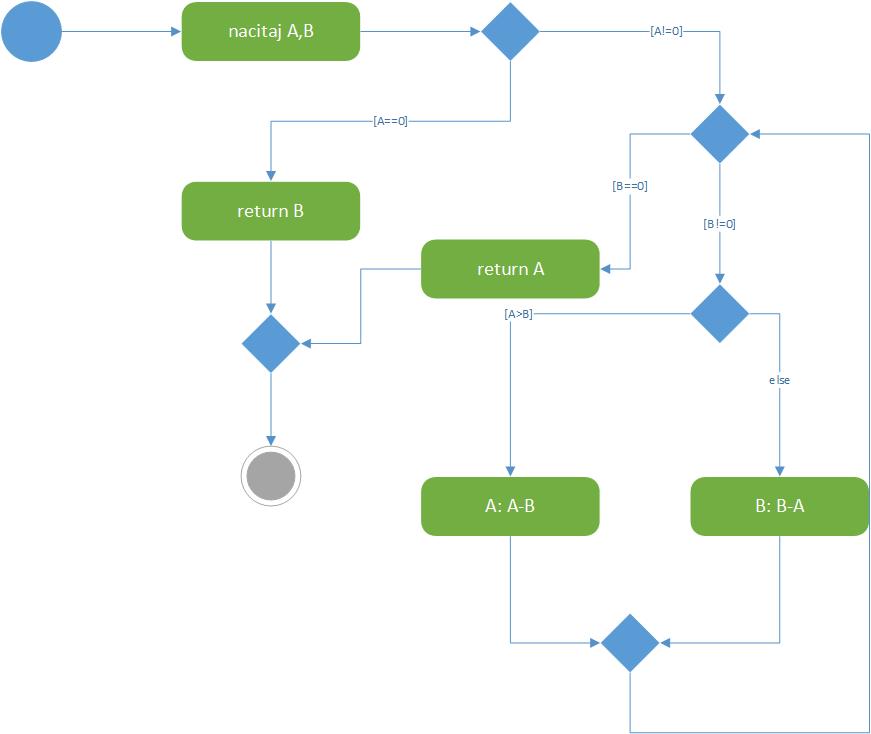 nacitaj A,B
[A!=0]
[A==0]
[B==0]
return B
[B!=0]
return A
[A>B]
else
A: A-B
B: B-A